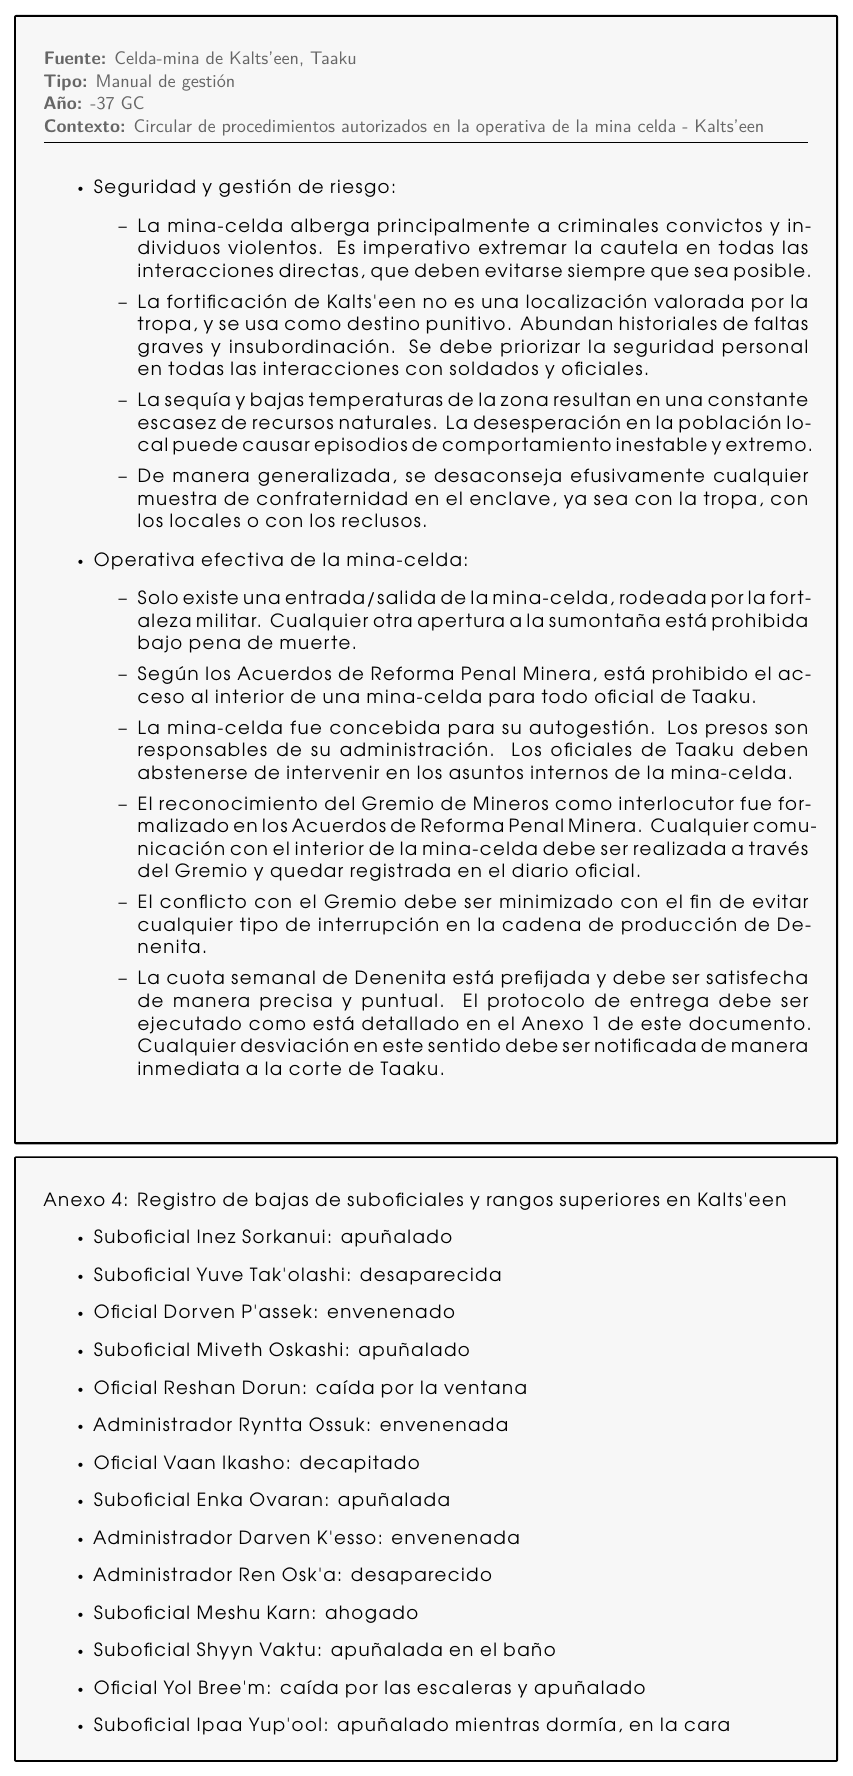 Fuente: Celda-mina de Kalts'een, Taaku
Tipo: Manual de gestión
Año: -37 GC
Contexto: Circular de procedimientos autorizados en la operativa de la mina celda - Kalts'een
• Seguridad y gestión de riesgo:
– La mina-celda alberga principalmente a criminales convictos y in-
dividuos violentos. Es imperativo extremar la cautela en todas las
interacciones directas, que deben evitarse siempre que sea posible.
– La fortificación de Kalts'een no es una localización valorada por la
tropa, y se usa como destino punitivo. Abundan historiales de faltas
graves y insubordinación. Se debe priorizar la seguridad personal
en todas las interacciones con soldados y oficiales.
– La sequía y bajas temperaturas de la zona resultan en una constante
escasez de recursos naturales. La desesperación en la población lo-
cal puede causar episodios de comportamiento inestable y extremo.
– De manera generalizada, se desaconseja efusivamente cualquier
muestra de confraternidad en el enclave, ya sea con la tropa, con
los locales o con los reclusos.
• Operativa efectiva de la mina-celda:
– Solo existe una entrada/salida de la mina-celda, rodeada por la fort-
aleza militar. Cualquier otra apertura a la sumontaña está prohibida
bajo pena de muerte.
– Según los Acuerdos de Reforma Penal Minera, está prohibido el ac-
ceso al interior de una mina-celda para todo oficial de Taaku.
– La mina-celda fue concebida para su autogestión. Los presos son
responsables de su administración. Los oficiales de Taaku deben
abstenerse de intervenir en los asuntos internos de la mina-celda.
– El reconocimiento del Gremio de Mineros como interlocutor fue for-
malizado en los Acuerdos de Reforma Penal Minera. Cualquier comu-
nicación con el interior de la mina-celda debe ser realizada a través
del Gremio y quedar registrada en el diario oficial.
– El conflicto con el Gremio debe ser minimizado con el fin de evitar
cualquier tipo de interrupción en la cadena de producción de De-
nenita.
– La cuota semanal de Denenita está prefijada y debe ser satisfecha
de manera precisa y puntual. El protocolo de entrega debe ser
ejecutado como está detallado en el Anexo 1 de este documento.
Cualquier desviación en este sentido debe ser notificada de manera
inmediata a la corte de Taaku.
Anexo 4: Registro de bajas de suboficiales y rangos superiores en Kalts'een
• Suboficial Inez Sorkanui: apuñalado
• Suboficial Yuve Tak'olashi: desaparecida
• Oficial Dorven P'assek: envenenado
• Suboficial Miveth Oskashi: apuñalado
• Oficial Reshan Dorun: caída por la ventana
• Administrador Ryntta Ossuk: envenenada
• Oficial Vaan Ikasho: decapitado
• Suboficial Enka Ovaran: apuñalada
• Administrador Darven K'esso: envenenada
• Administrador Ren Osk'a: desaparecido
• Suboficial Meshu Karn: ahogado
• Suboficial Shyyn Vaktu: apuñalada en el baño
• Oficial Yol Bree'm: caída por las escaleras y apuñalado
• Suboficial Ipaa Yup'ool: apuñalado mientras dormía, en la cara